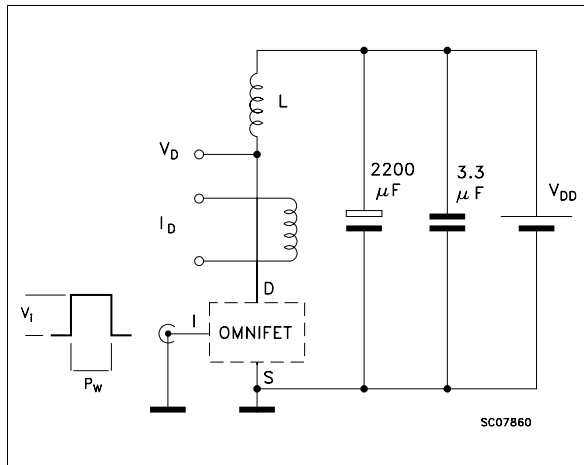 L
V_D
2200
μF
3.3
μF
V_DD
I_D
D
V_i
I
OMNIFET
P_W
S
SC07860